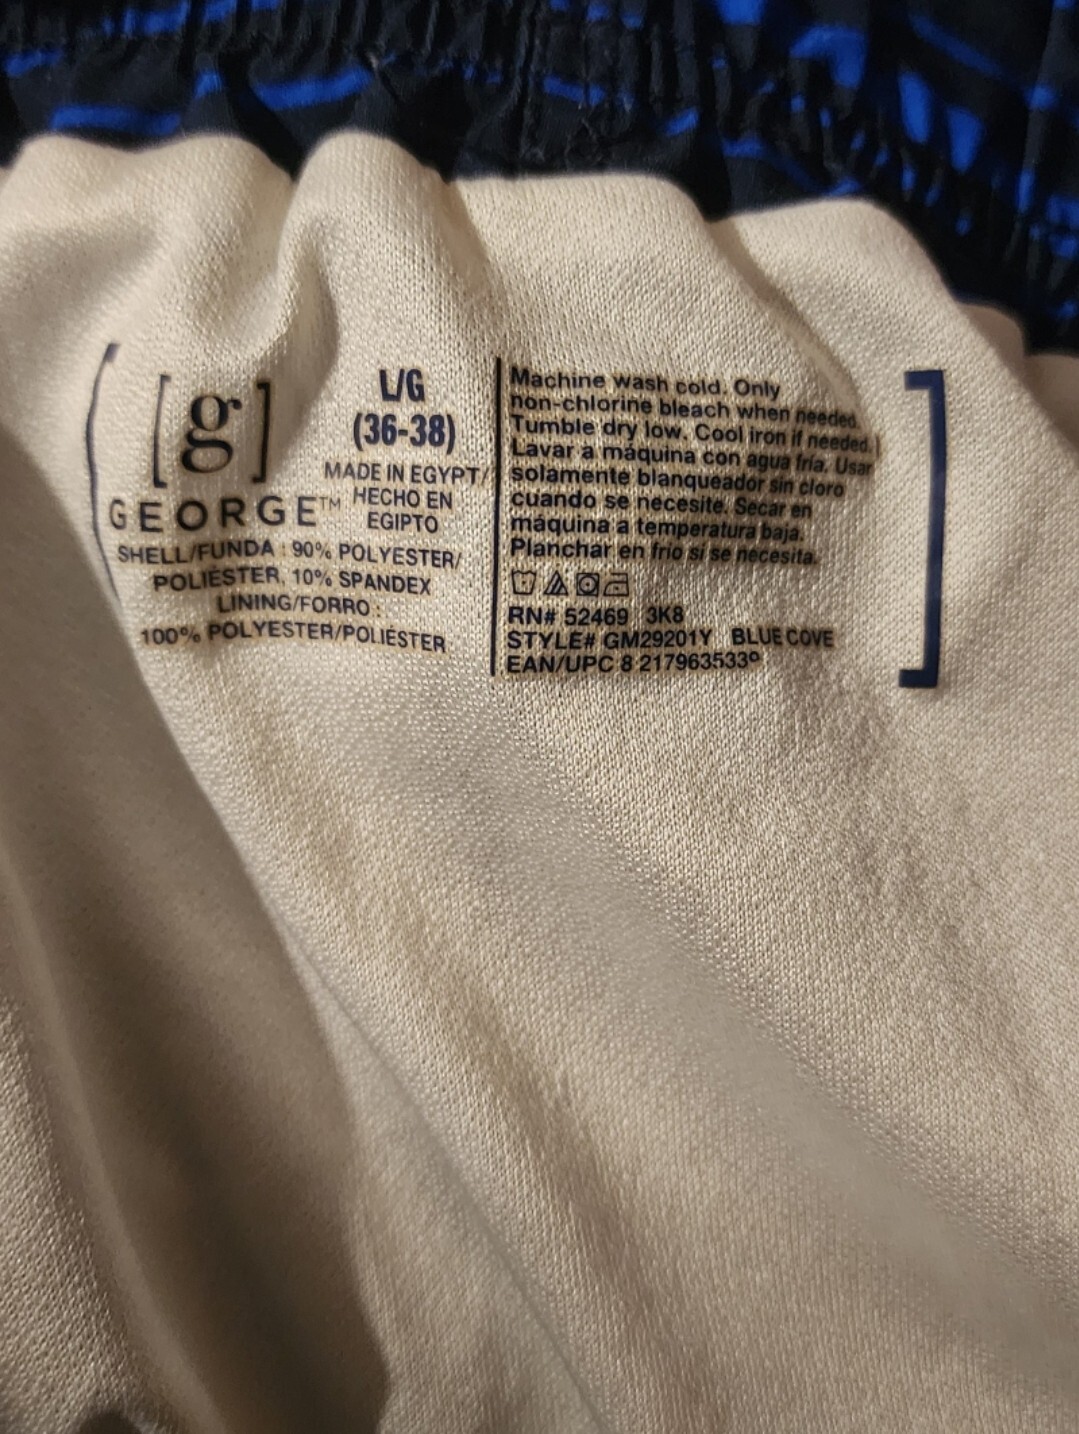 [g]
GEORGE™
L/G
(36-38)
MADE IN EGYPT/
HECHO EN
EGIPTO
SHELL/FUNDA : 90% POLYESTER/
POLIÉSTER, 10% SPANDEX
LINING/FORRO :
100% POLYESTER/POLIÉSTER
Machine wash cold. Only
non-chlorine bleach when needed.
Tumble dry low. Cool iron if needed.
Lavar a máquina con agua fría. Usar
solamente blanqueador sin cloro
cuando se necesite. Secar en
máquina a temperatura baja.
Planchar en frío si se necesita.
RN# 52469 3K8
STYLE# GM29201Y BLUE COVE
EAN/UPC 8 217963533